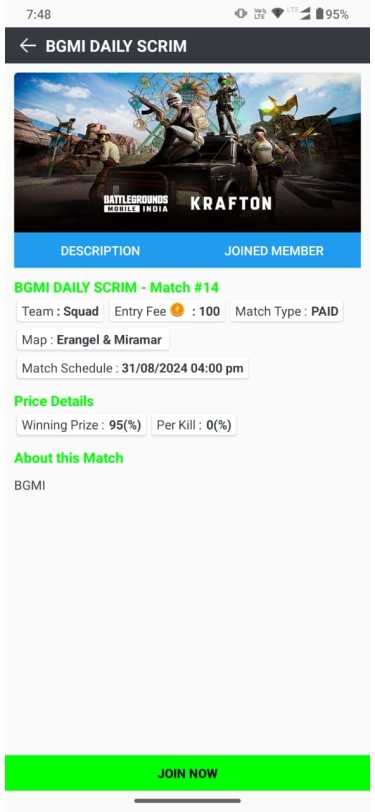 7:48
Vo))
LTE
LTE
95%
BGMI DAILY SCRIM
BATTLEGROUNDS
MOBILE INDIA
KRAFTON
DESCRIPTION JOINED MEMBER
BGMI DAILY SCRIM - Match #14
Team : Squad Entry Fee : 100 Match Type : PAID
Map : Erangel & Miramar
Match Schedule : 31/08/2024 04:00 pm
Price Details
Winning Prize : 95(%) Per Kill : 0(%)
About this Match
BGMI
JOIN NOW